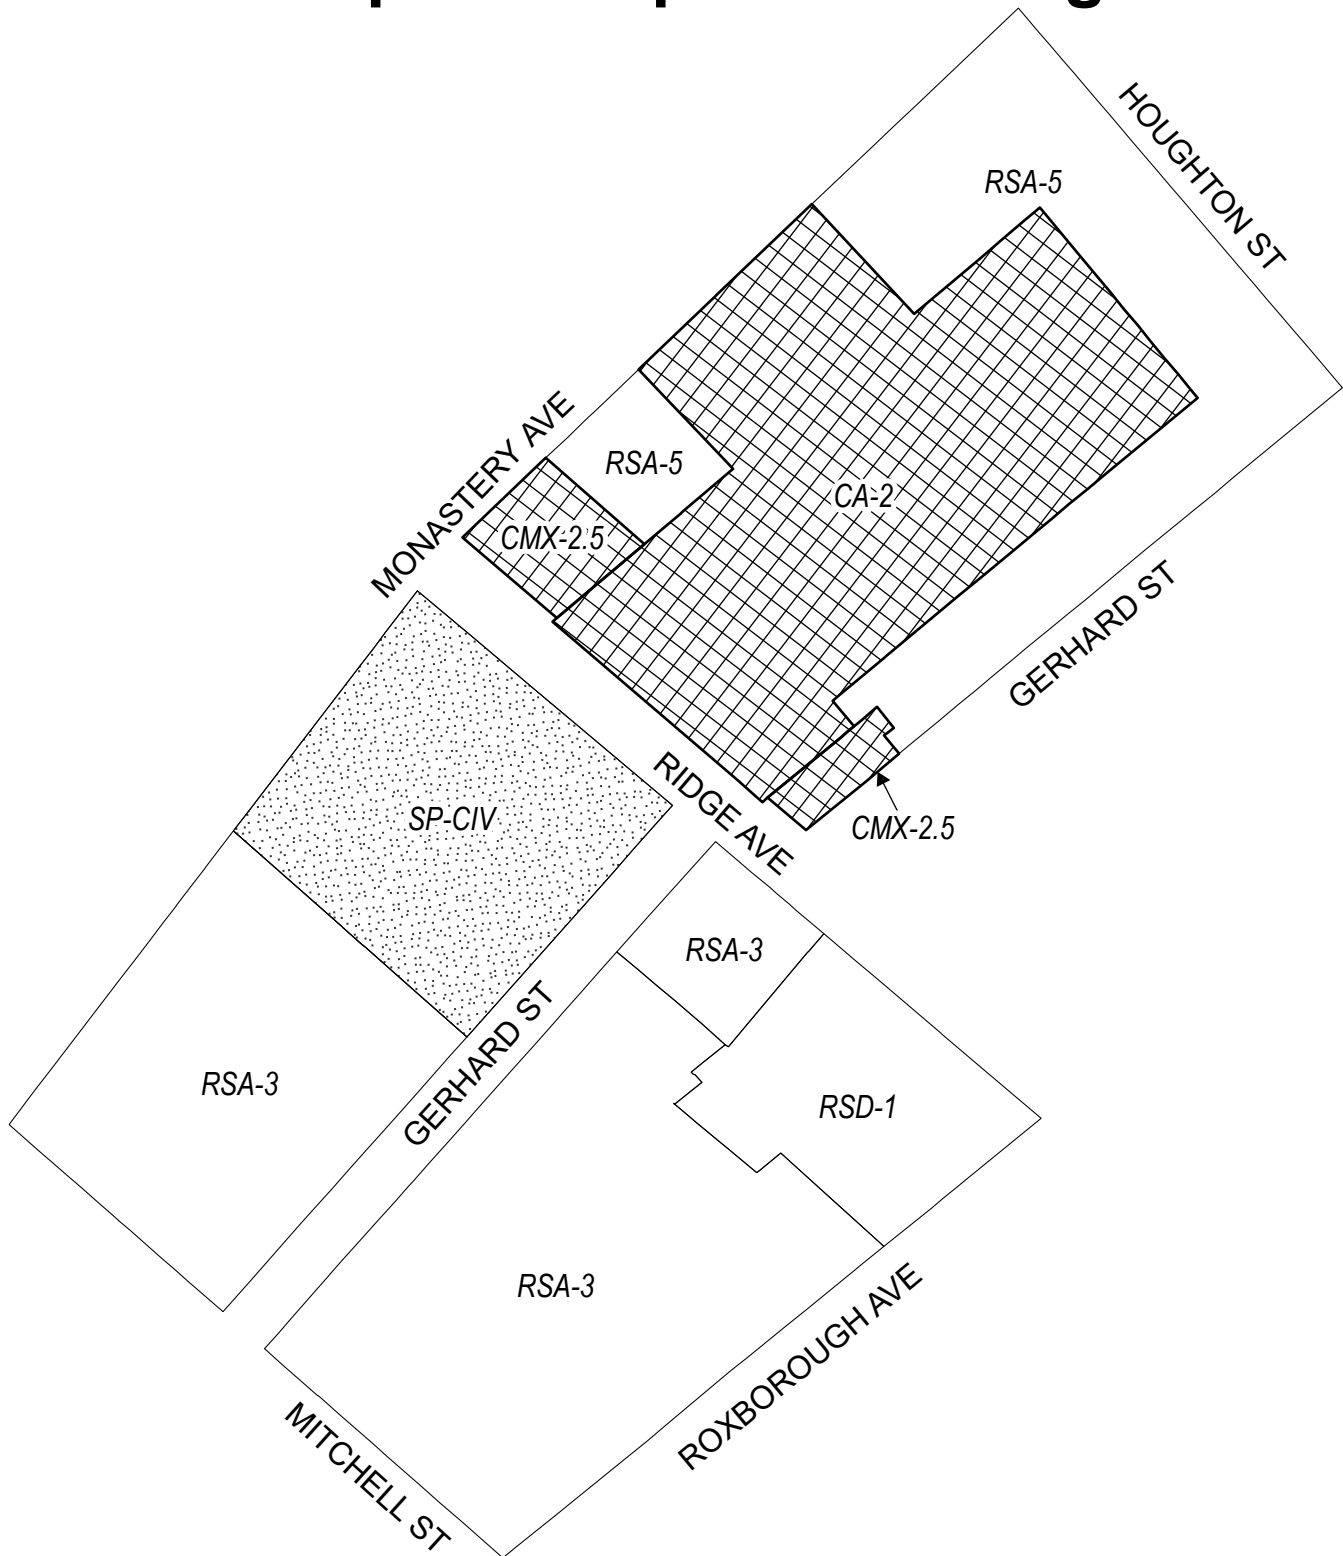 HOUGHTON ST
RSA-5
MONASTERY AVE
RSA-5
CA-2
CMX-2.5
GERHARD ST
RIDGE AVE
SP-CIV
CMX-2.5
RSA-3
GERHARD ST
RSA-3
RSD-1
RSA-3
ROXBOROUGH AVE
MITCHELL ST